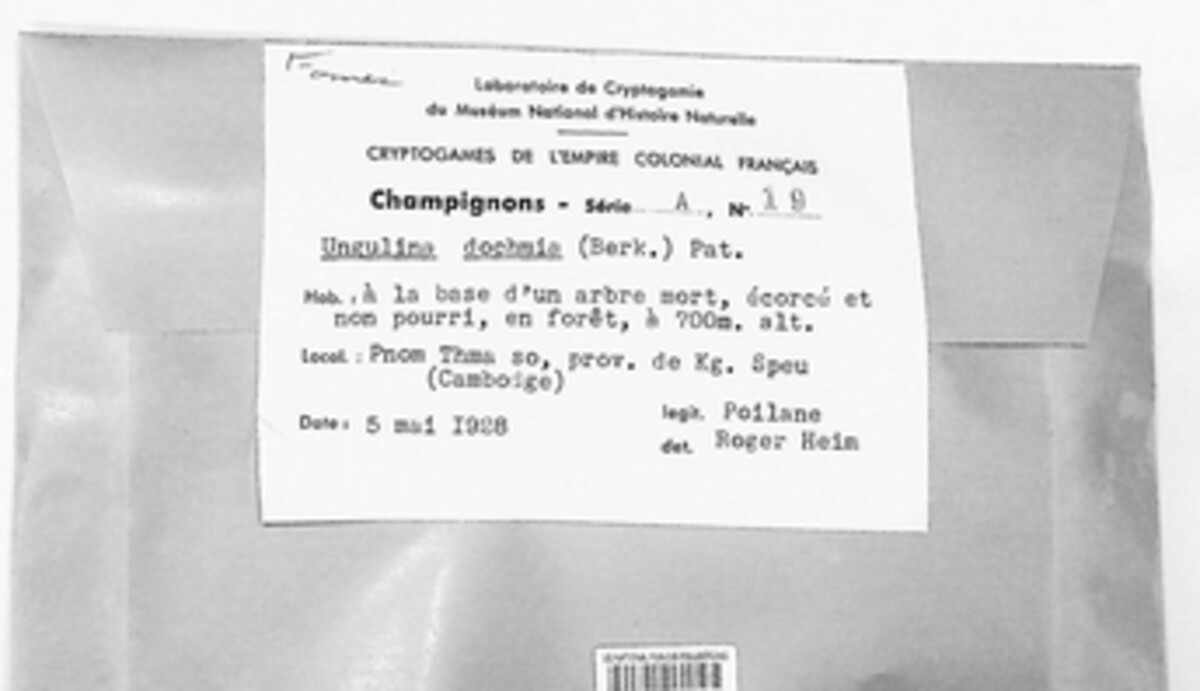 Fomes
Laboratoire de Cryptogamie
du Muséum National d'Histoire Naturelle
CRYPTOGAMES DE L'EMPIRE COLONIAL FRANÇAIS
Champignons - Série A, N° 19
Ungulina dochmia (Berk.) Pat.
Hab. : à la base d'un arbre mort, écorcé et
non pourri, en forêt, à 700m. alt.
Local. : Pnom Thma so, prov. de Kg. Speu
(Cambodge)
Date : 5 mai I928
legit. Poilane
det. Roger Heim